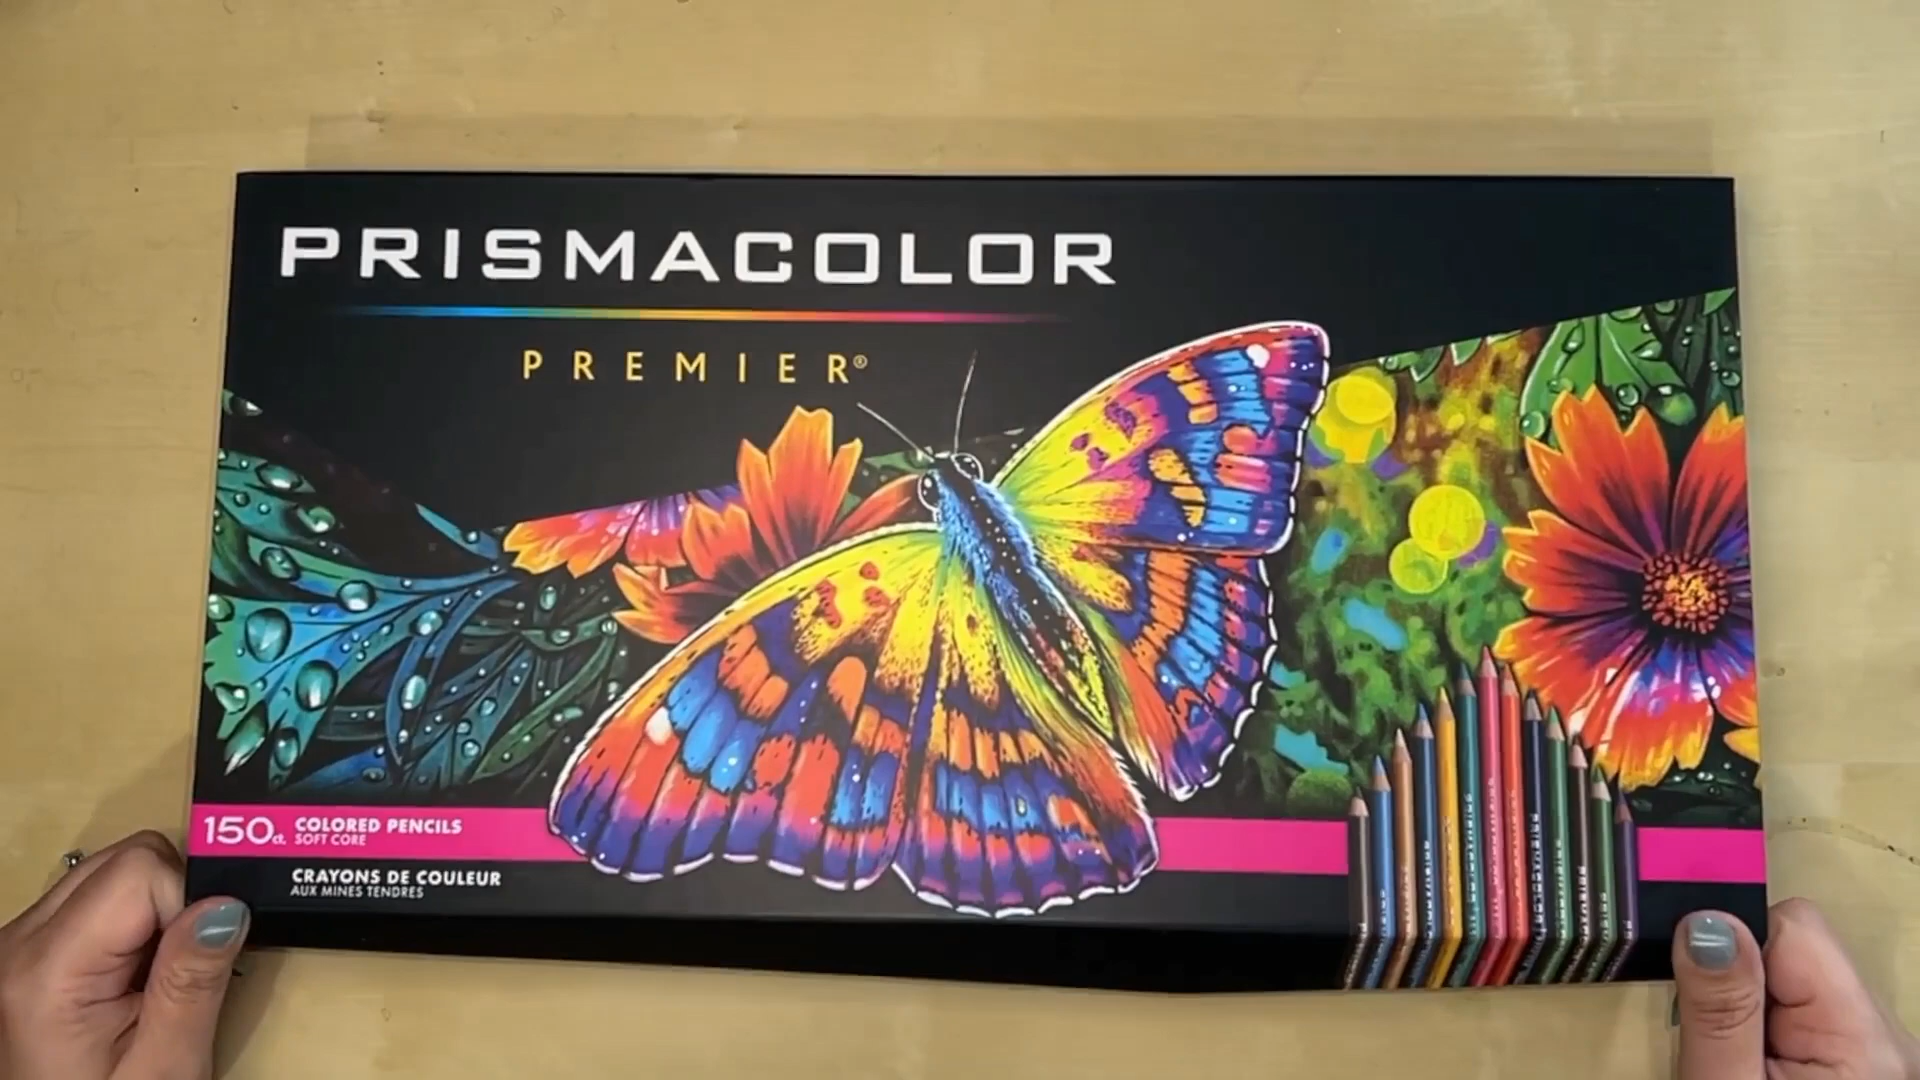 PRISMACOLOR
PREMIER®
150ct. COLORED PENCILS
SOFT CORE
CRAYONS DE COULEUR
AUX MINES TENDRES